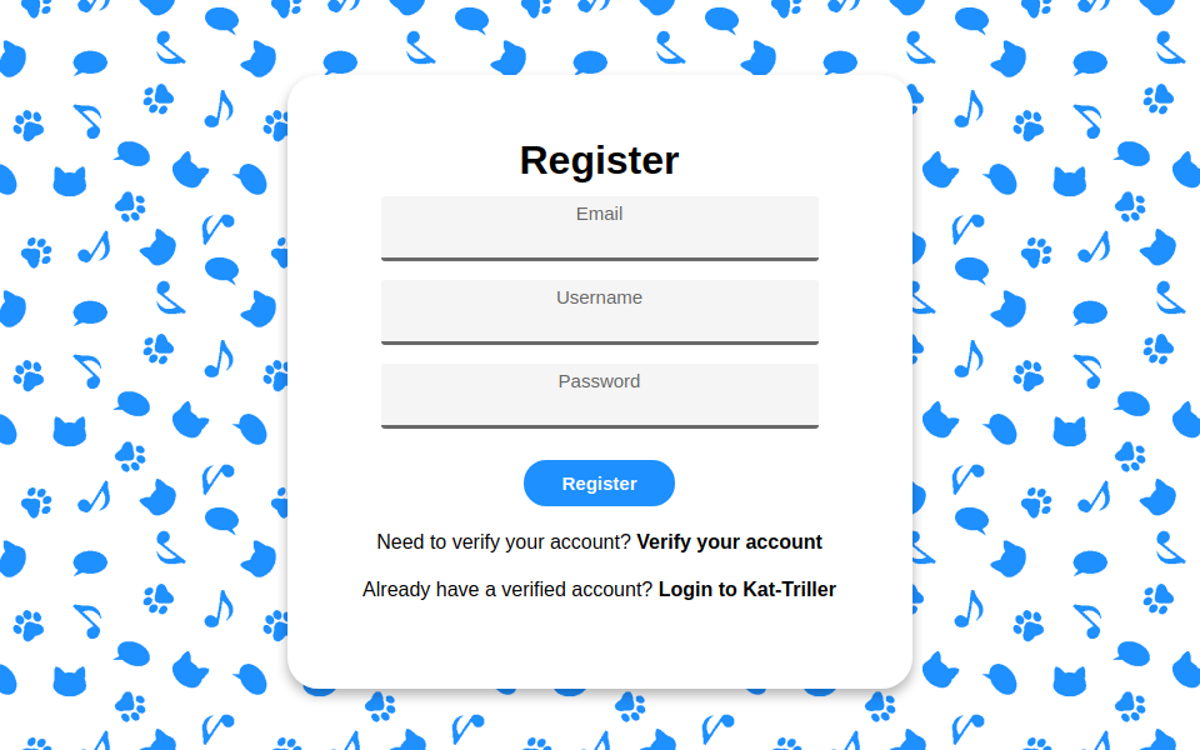 Register
Email
Username
Password
Register
Need to verify your account? Verify your account
Already have a verified account? Login to Kat-Triller